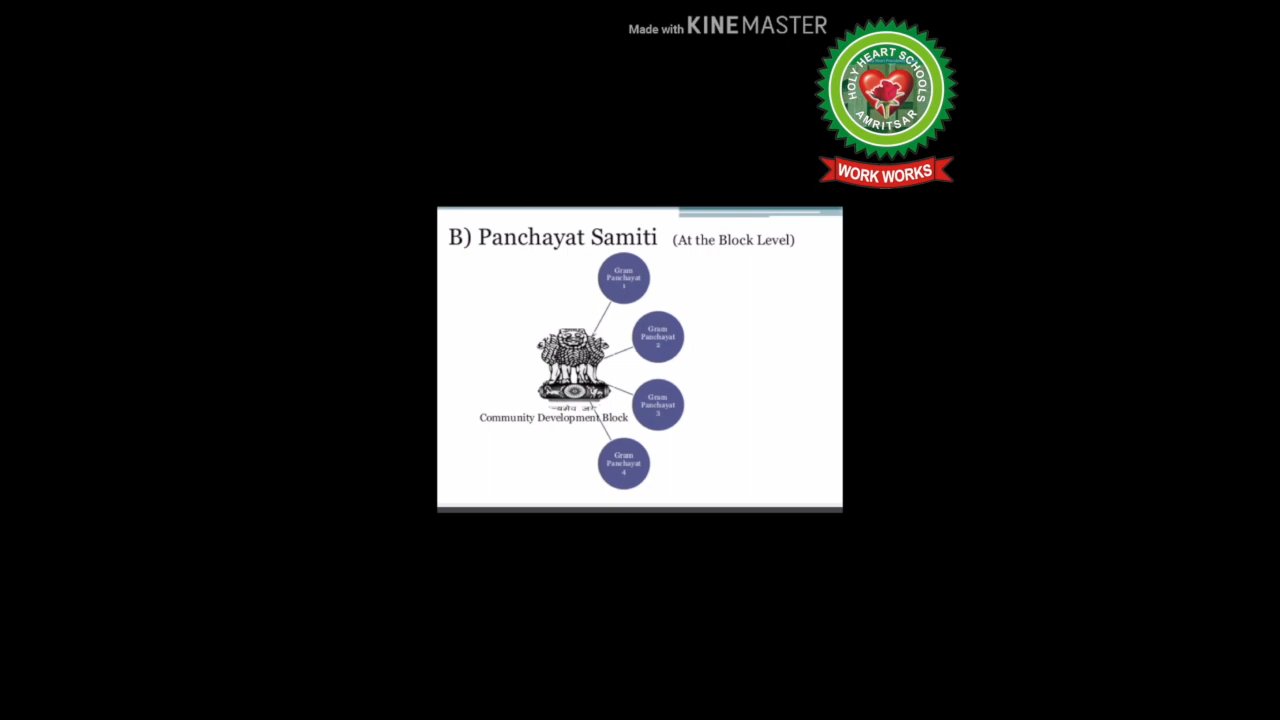 Made with KINEMASTER
HOLY HEART SCHOOLS
AMRITSAR
WORK WORKS
B) Panchayat Samiti (At the Block Level)
Gram
Panchayat
1
Gram
Panchayat
2
Gram
Panchayat
3
Community Development Block
Gram
Panchayat
4